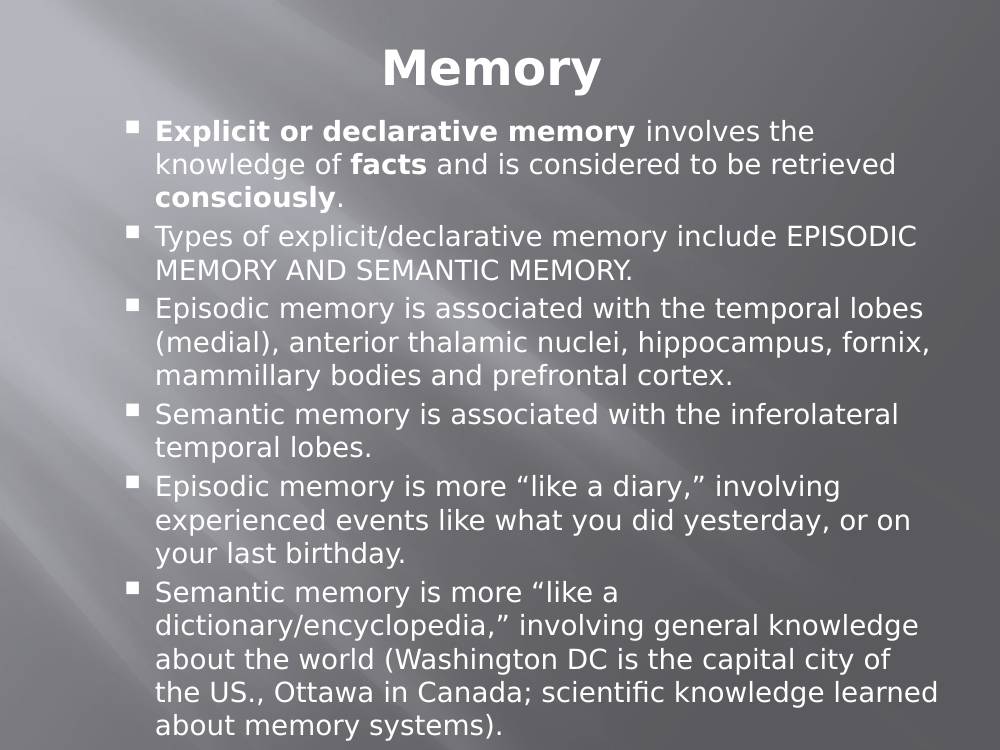 Memory
▪ Explicit or declarative memory involves the
knowledge of facts and is considered to be retrieved
consciously.
▪ Types of explicit/declarative memory include EPISODIC
MEMORY AND SEMANTIC MEMORY.
▪ Episodic memory is associated with the temporal lobes
(medial), anterior thalamic nuclei, hippocampus, fornix,
mammillary bodies and prefrontal cortex.
▪ Semantic memory is associated with the inferolateral
temporal lobes.
▪ Episodic memory is more “like a diary,” involving
experienced events like what you did yesterday, or on
your last birthday.
▪ Semantic memory is more “like a
dictionary/encyclopedia,” involving general knowledge
about the world (Washington DC is the capital city of
the US., Ottawa in Canada; scientific knowledge learned
about memory systems).